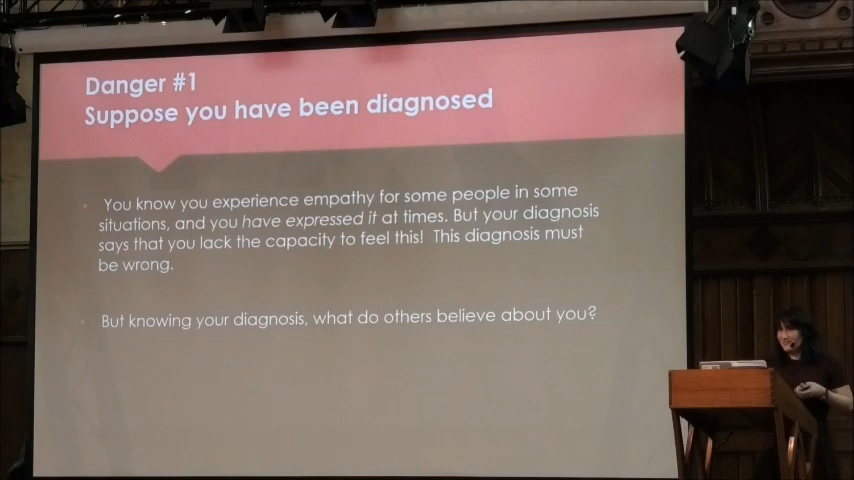 Danger #1
Suppose you have been diagnosed
You know you experience empathy for some people in some
situations, and you have expressed it at times. But your diagnosis
says that you lack the capacity to feel this! This diagnosis must
be wrong.
But knowing your diagnosis, what do others believe about you?